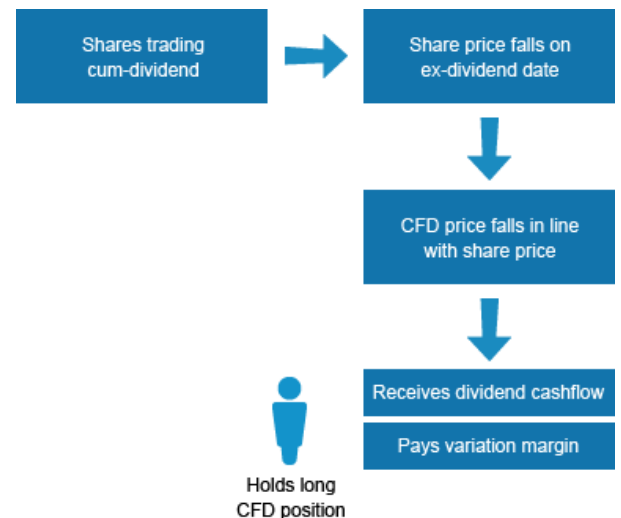 Shares trading
cum-dividend
Share price falls on
ex-dividend date
CFD price falls in line
with share price
Receives dividend cashflow
Pays variation margin
Holds long
CFD position